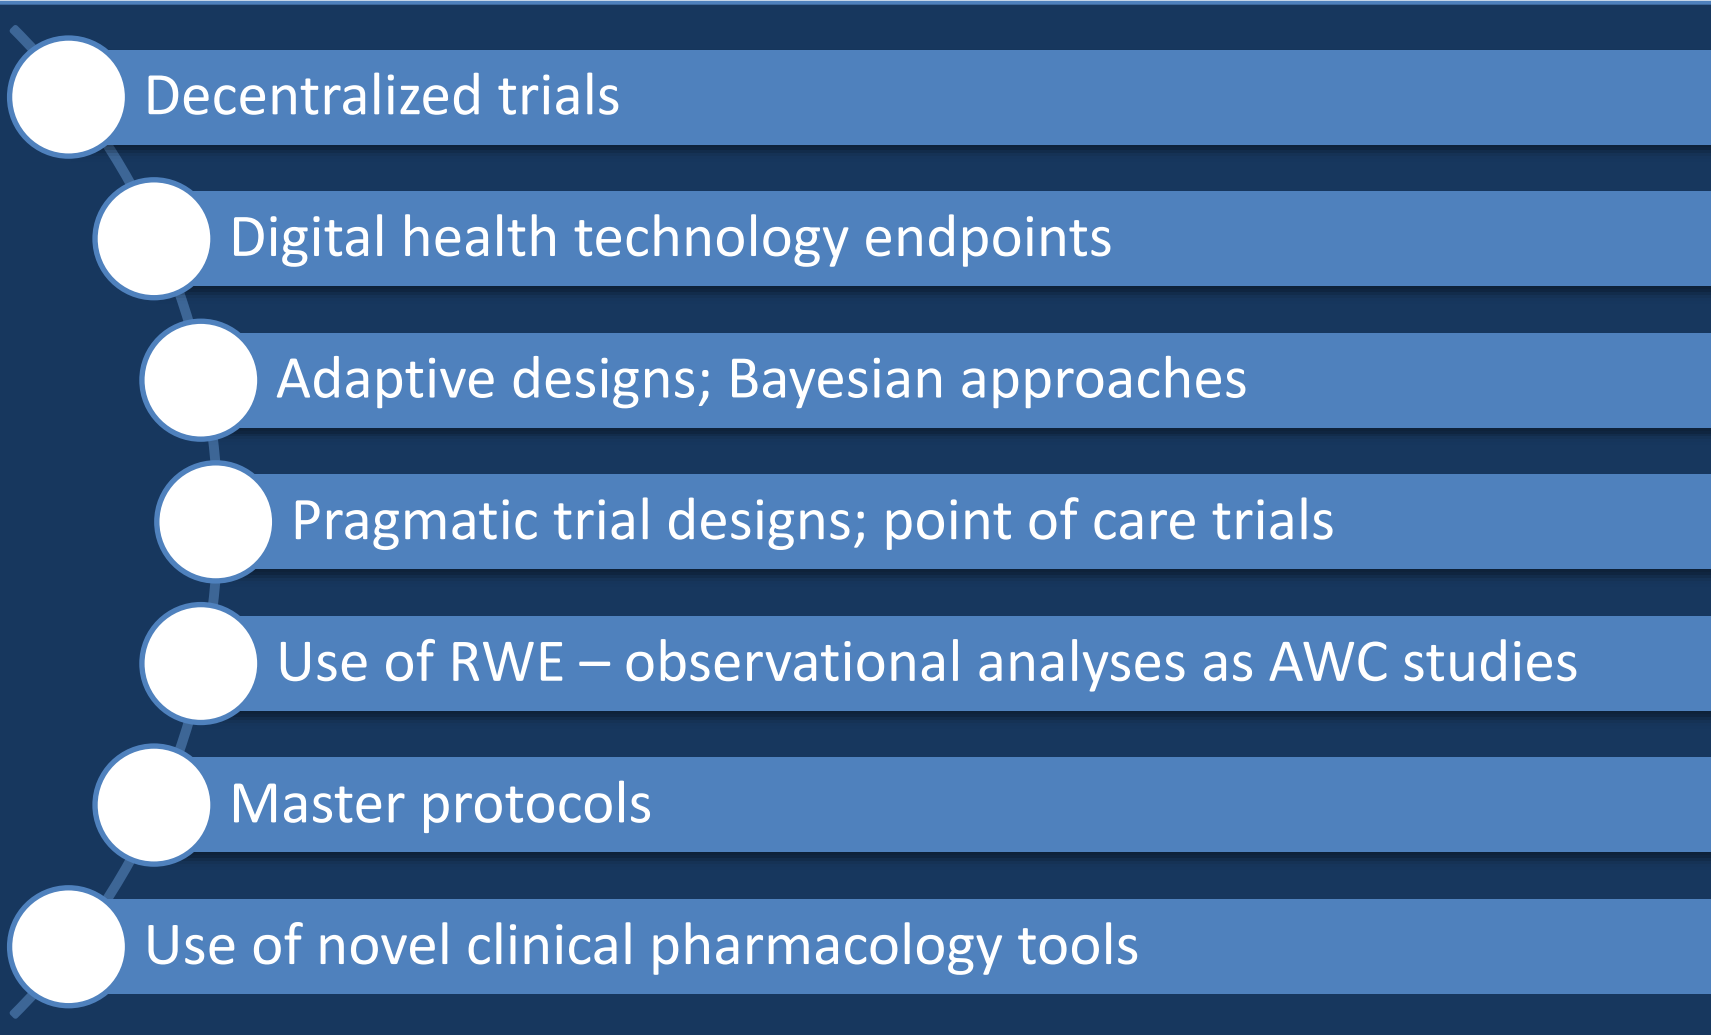 Decentralized trials
Digital health technology endpoints
Adaptive designs; Bayesian approaches
Pragmatic trial designs; point of care trials
Use of RWE – observational analyses as AWC studies
Master protocols
Use of novel clinical pharmacology tools